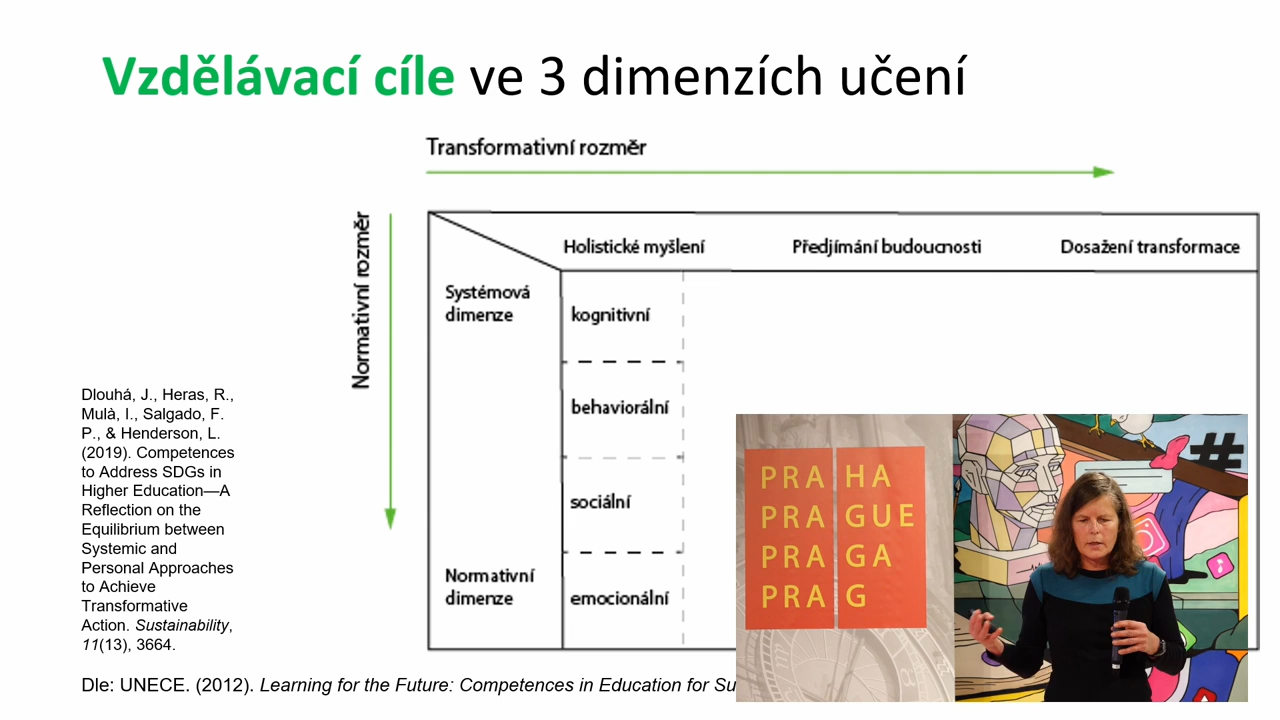 Vzdělávací cíle ve 3 dimenzích učení
Transformativní rozměr
Normativní rozměr
Holistické myšlení
Předjímání budoucnosti
Dosažení transformace
Systémová
dimenze
kognitivní
behaviorální
sociální
Normativní
dimenze
emocionální
Dlouhá, J., Heras, R.,
Mulà, I., Salgado, F.
P., & Henderson, L.
(2019). Competences
to Address SDGs in
Higher Education—A
Reflection on the
Equilibrium between
Systemic and
Personal Approaches
to Achieve
Transformative
Action. Sustainability,
11(13), 3664.
Dle: UNECE. (2012). Learning for the Future: Competences in Education for Su
PRA HA
PRA GUE
PRA GA
PRA G
#